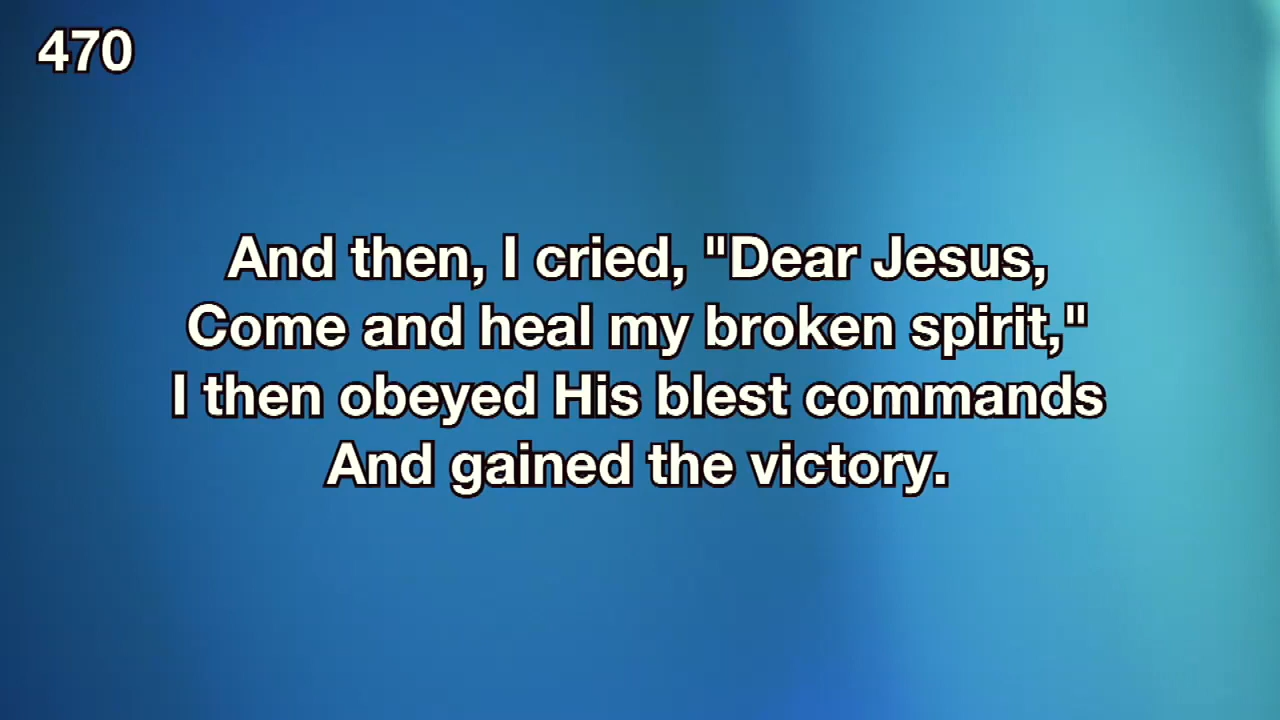 470
And then, I cried, "Dear Jesus,
Come and heal my broken spirit,"
I then obeyed His blest commands
And gained the victory.